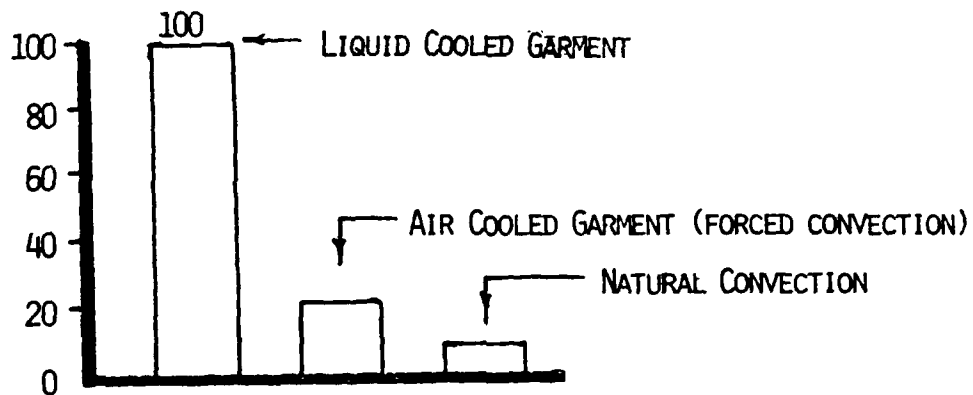 100
100
LIQUID COOLED GARMENT
80
60
40
AIR COOLED GARMENT (FORCED CONVECTION)
NATURAL CONVECTION
20
0